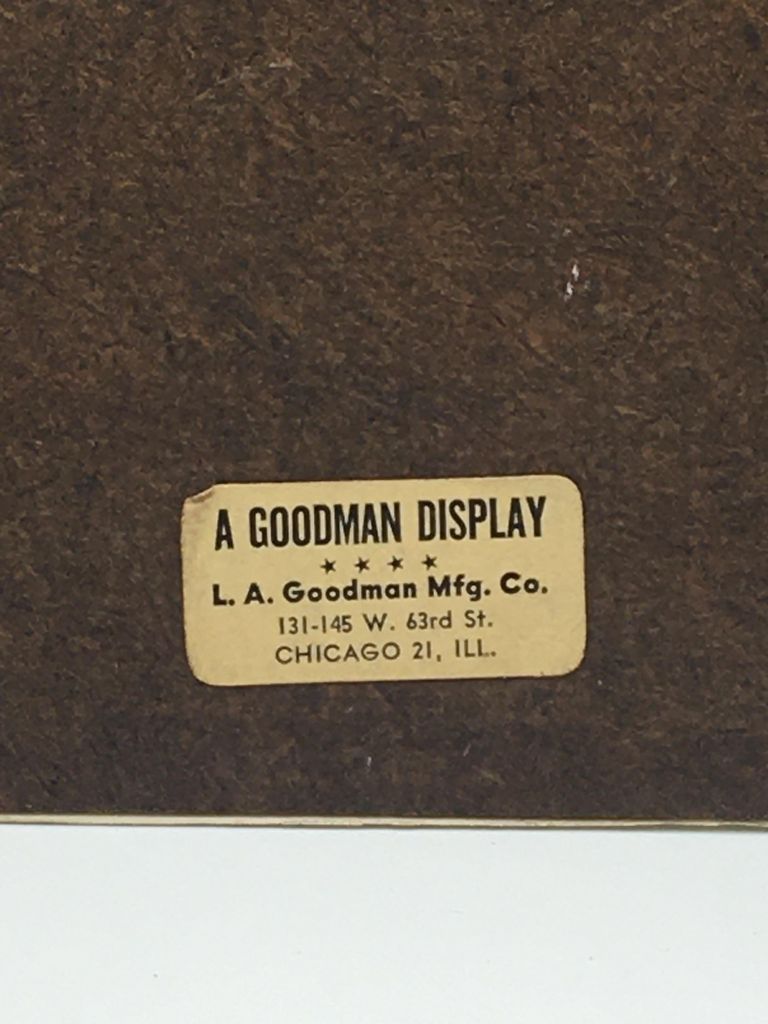 A GOODMAN DISPLAY
★ ★ ★ ★
L. A. Goodman Mfg. Co.
131-145 W. 63rd St.
CHICAGO 21, ILL.